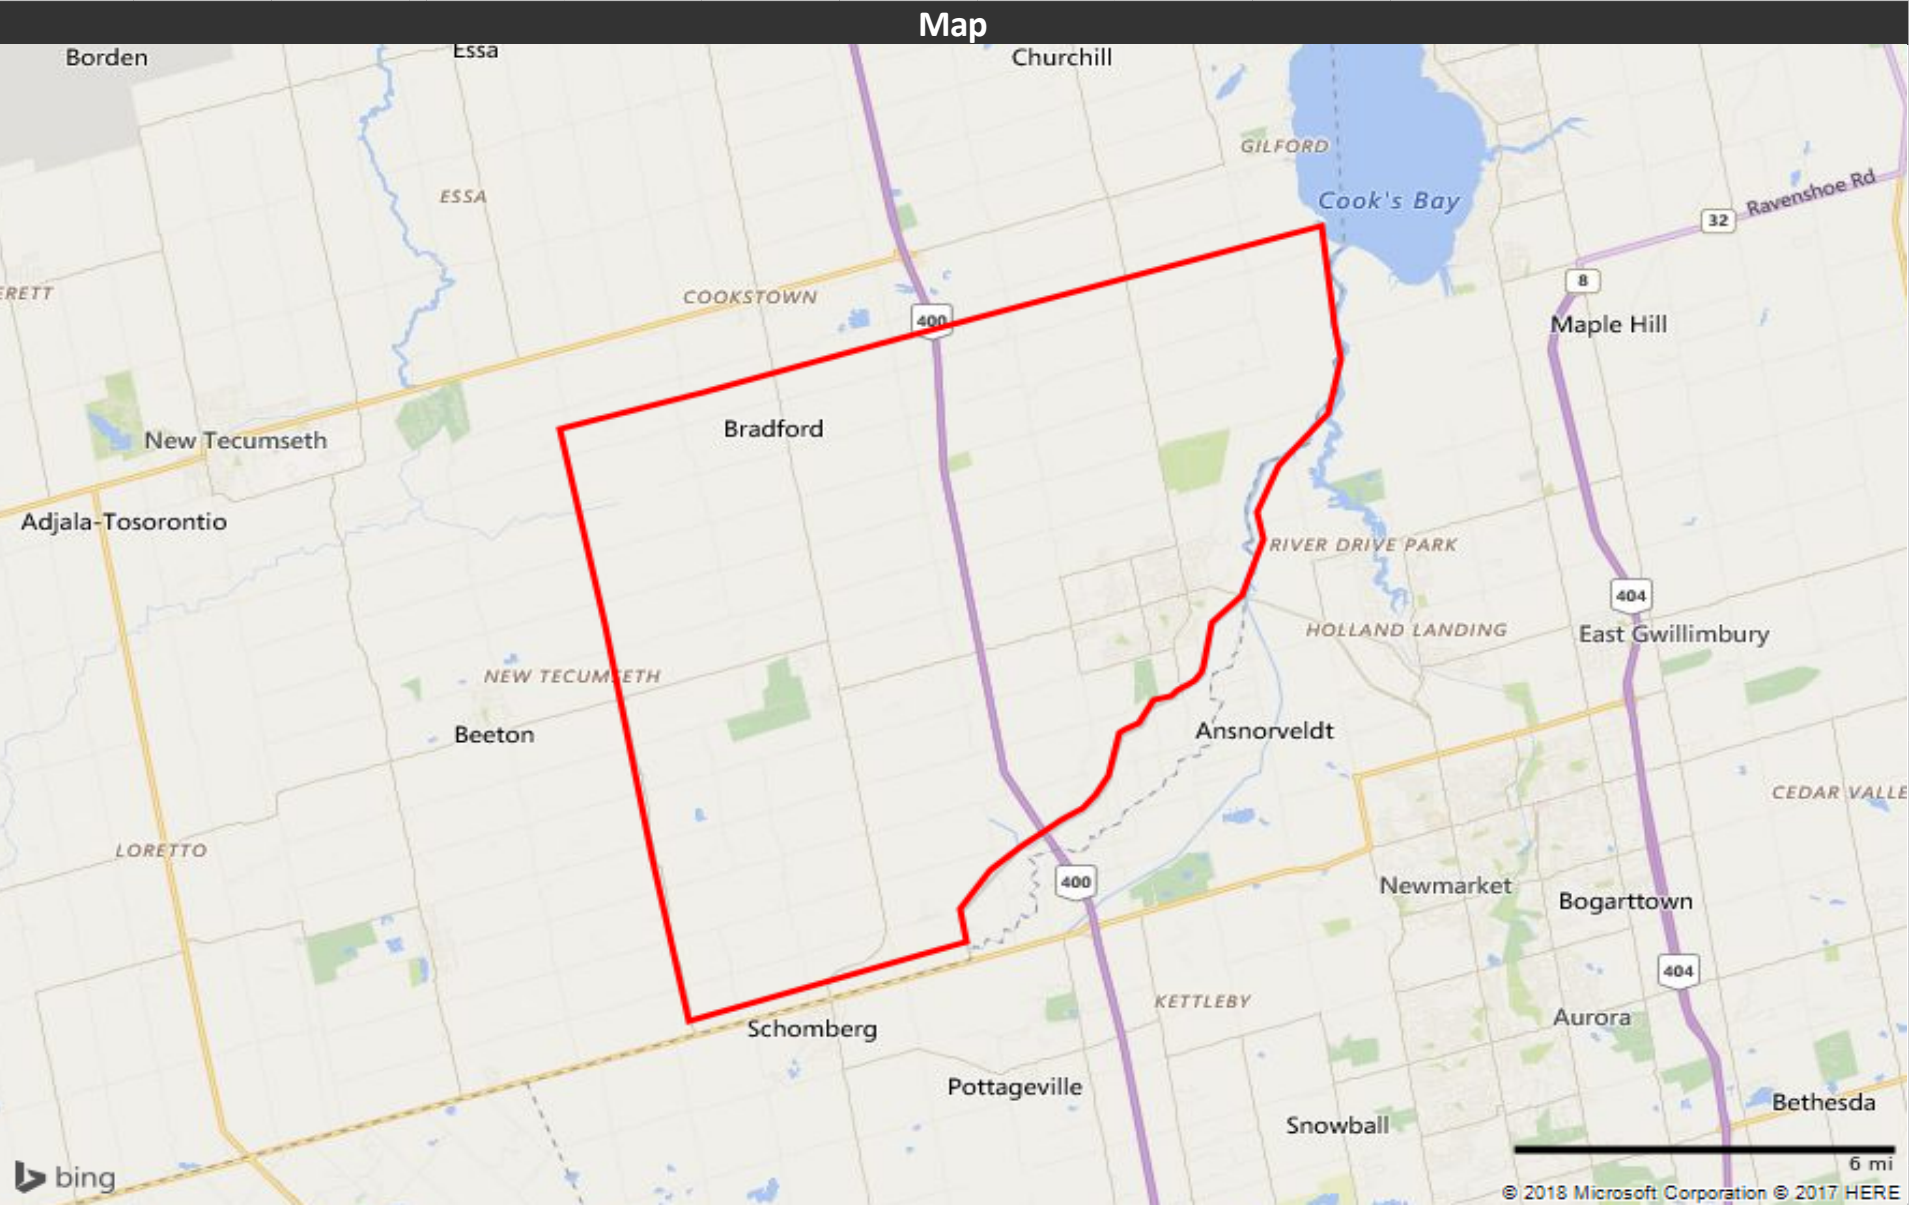 Map
Borden
Essa
Churchill
GILFORD
ESSA
Cook's Bay
Ravenshoe Rd
32
8
COOKSTOWN
400
Maple Hill
Bradford
New Tecumseth
Adjala-Tosorontio
RIVER DRIVE PARK
404
HOLLAND LANDING
East Gwillimbury
NEW TECUMSETH
Beeton
Ansnorveldt
CEDAR VALLE
LORETTO
400
Newmarket
Bogarttown
404
KETTLEBY
Aurora
Schomberg
Pottageville
Snowball
Bethesda
6 mi
bing
© 2018 Microsoft Corporation © 2017 HERE
ERETT